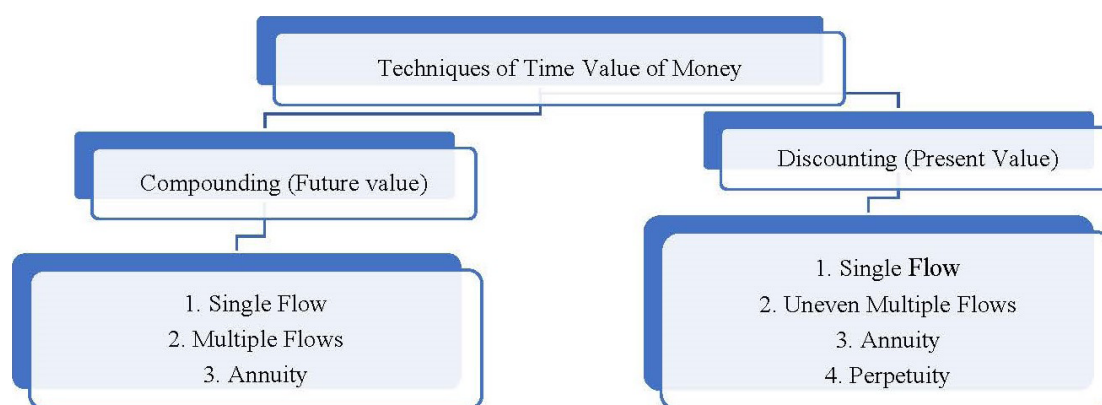 Techniques of Time Value of Money
Compounding (Future value)
Discounting (Present Value)
1. Single Flow
2. Multiple Flows
3. Annuity
1. Single Flow
2. Uneven Multiple Flows
3. Annuity
4. Perpetuity